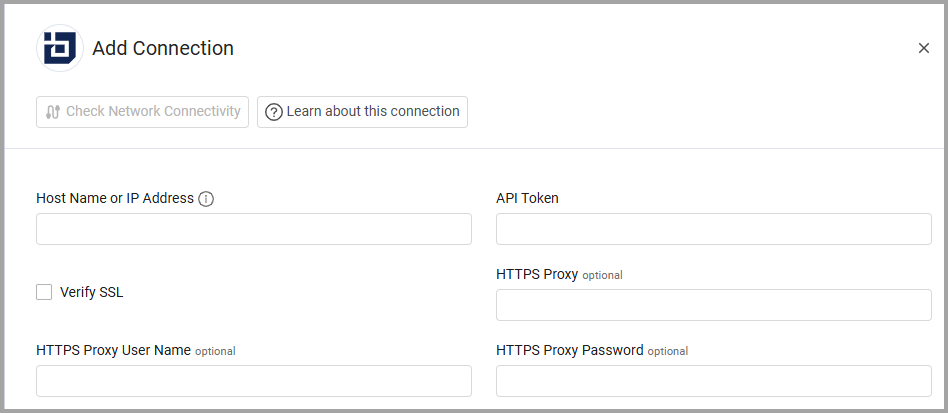 Add Connection
Check Network Connectivity
Learn about this connection
Host Name or IP Address
API Token
HTTPS Proxy optional
Verify SSL
HTTPS Proxy User Name optional
HTTPS Proxy Password optional